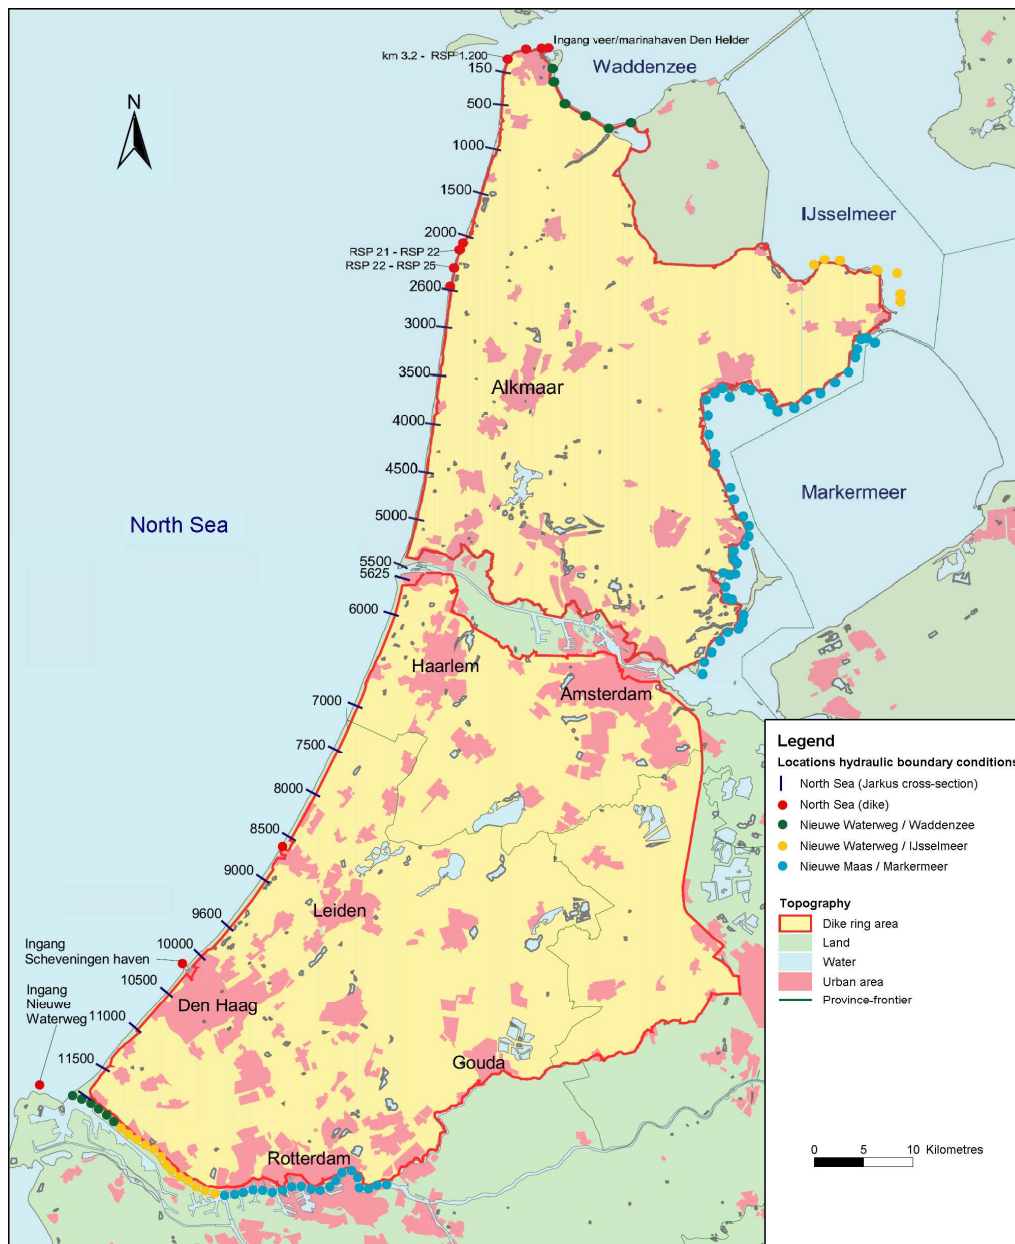 Ingang veer/marinahaven Den Helder
km 3.2 - RSP 1.200
Waddenzee
150
N
500
1000
1500
IJsselmeer
2000
RSP 21 - RSP 22
RSP 22 - RSP 25
2600
3000
3500
Alkmaar
4000
4500
Markermeer
5000
North Sea
5500
5625
6000
Haarlem
Amsterdam
7000
7500
8000
8500
9000
Leiden
9600
10000
Ingang
Scheveningen haven
10500
Ingang
Nieuwe
Waterweg
Den Haag
11000
11500
Gouda
Rotterdam
Legend
Locations hydraulic boundary conditions
North Sea (Jarkus cross-section)
North Sea (dike)
Nieuwe Waterweg / Waddenzee
Nieuwe Waterweg / IJsselmeer
Nieuwe Maas / Markermeer
Topography
Dike ring area
Land
Water
Urban area
Province-frontier
0 5 10 Kilometres